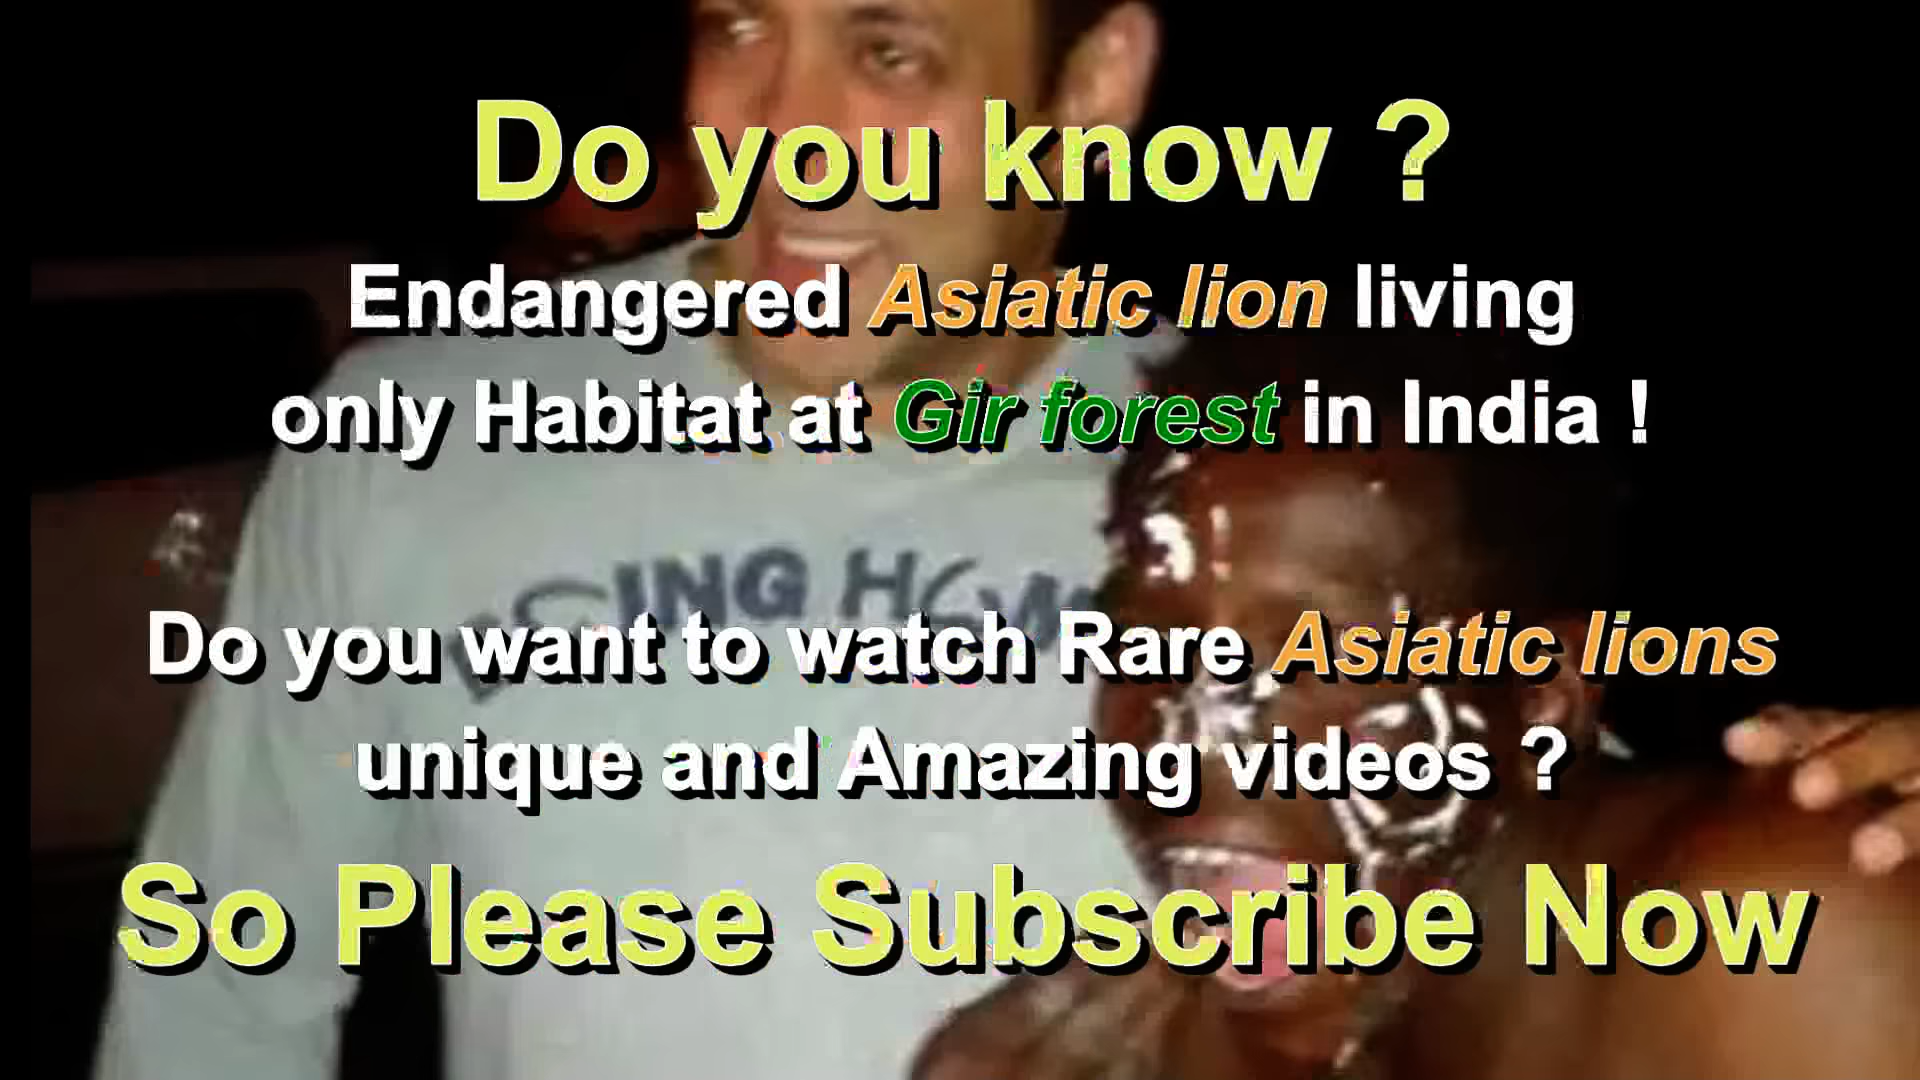 Do you know ?
Endangered Asiatic lion living
only Habitat at Gir forest in India !
ING
Do you want to watch Rare Asiatic lions
unique and Amazing videos ?
So Please Subscribe Now